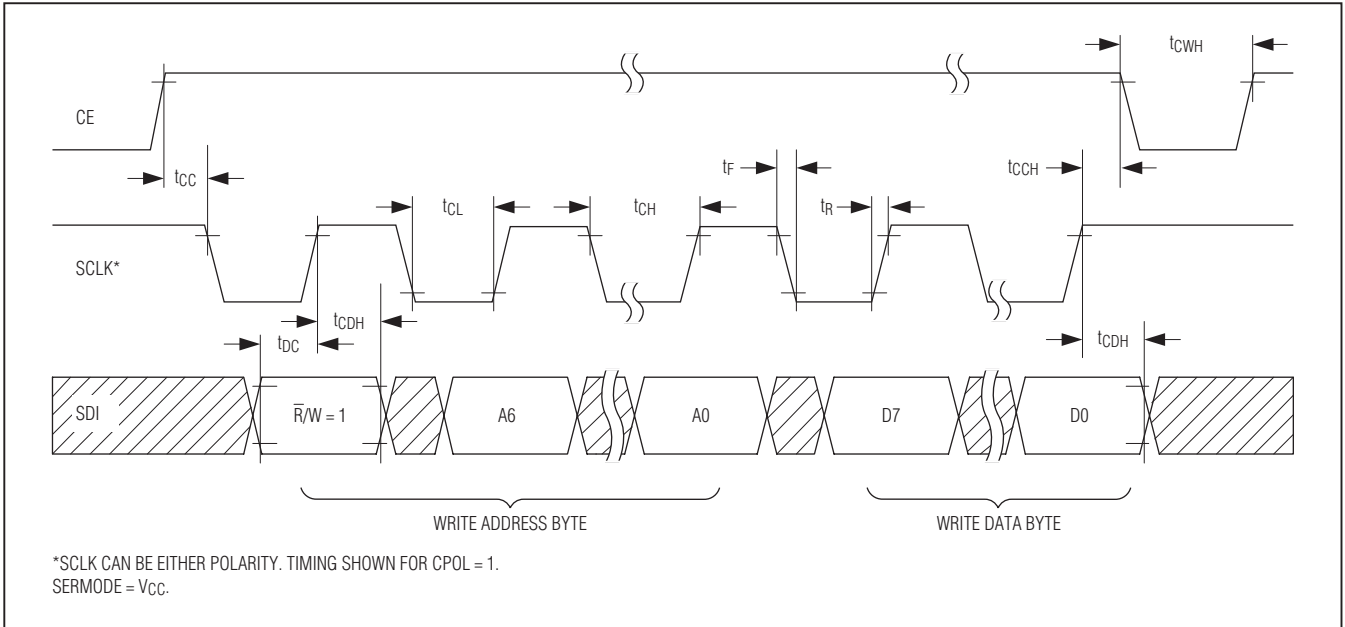 tCWH
CE
tCC
tF
tCCH
tCL
tCH
tR
SCLK*
tCDH
tDC
tCDH
SDI
R̅/W = 1
A6
A0
D7
D0
WRITE ADDRESS BYTE
WRITE DATA BYTE
*SCLK CAN BE EITHER POLARITY. TIMING SHOWN FOR CPOL = 1.
SERMODE = VCC.